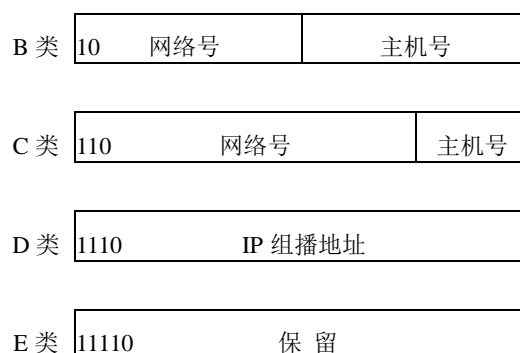 B 类 10 网络号 主机号
C 类 110 网络号 主机号
D 类 1110 IP 组播地址
E 类 11110 保 留